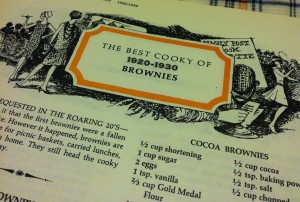 THE BEST COOKY OF
1920-1930
BROWNIES
EQUESTED IN THE ROARING 20'S—
it that the first brownies were a fallen
e. However it happened, brownies are
for picnic baskets, carried lunches,
t home. They still head the cooky
COCOA BROWNIES
½ cup shortening
1 cup sugar
2 eggs
1 tsp. vanilla
⅔ cup Gold Medal
Flour
½ cup cocoa
½ tsp. baking pow
½ tsp. salt
½ cup chopped